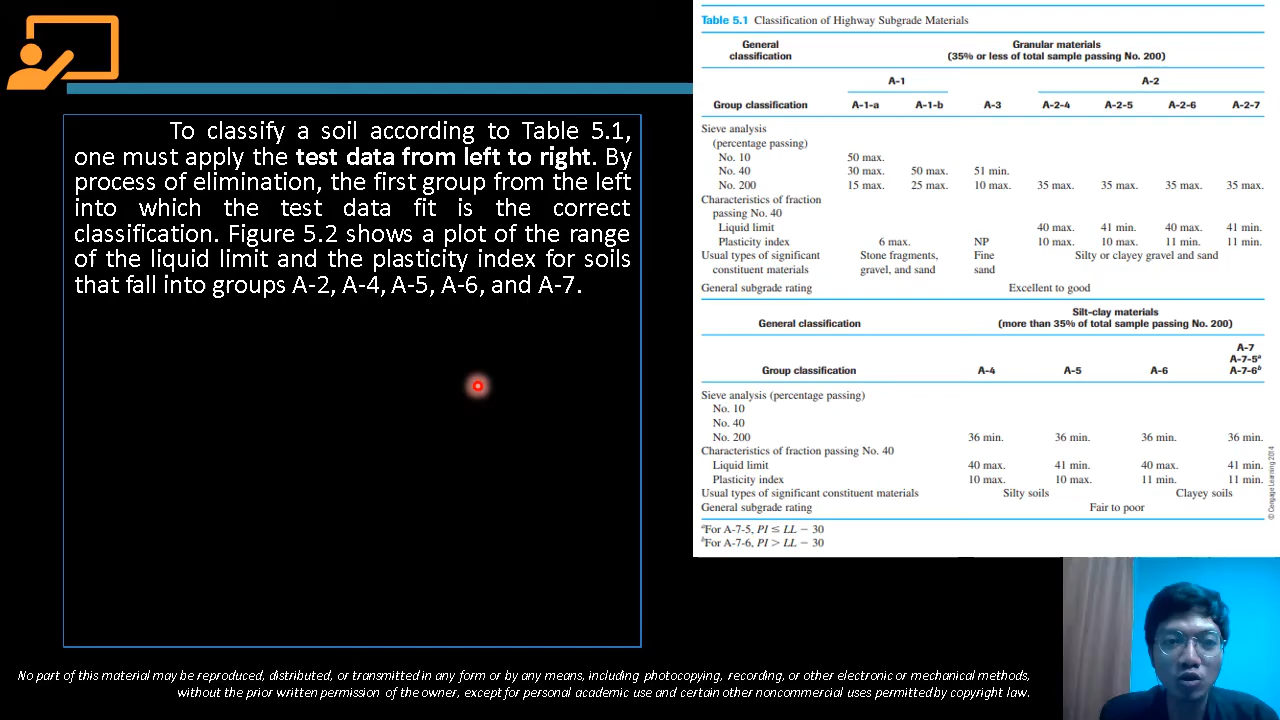 To classify a soil according to Table 5.1,
one must apply the test data from left to right. By
process of elimination, the first group from the left
into which the test data fit is the correct
classification. Figure 5.2 shows a plot of the range
of the liquid limit and the plasticity index for soils
that fall into groups A-2, A-4, A-5, A-6, and A-7.
Table 5.1 Classification of Highway Subgrade Materials
General classification
Granular materials
(35% or less of total sample passing No. 200)
A-1 A-2
Group classification A-1-a A-1-b A-3 A-2-4 A-2-5 A-2-6 A-2-7
Sieve analysis
(percentage passing)
No. 10 50 max.
No. 40 30 max. 50 max. 51 min.
No. 200 15 max. 25 max. 10 max. 35 max. 35 max. 35 max. 35 max.
Characteristics of fraction
passing No. 40
Liquid limit 40 max. 41 min. 40 max. 41 min.
Plasticity index 6 max. NP 10 max. 10 max. 11 min. 11 min.
Usual types of significant Stone fragments, Fine Silty or clayey gravel and sand
constituent materials gravel, and sand sand
General subgrade rating Excellent to good
Silt-clay materials
General classification (more than 35% of total sample passing No. 200)
A-7
A-7-5a
Group classification A-4 A-5 A-6 A-7-6b
Sieve analysis (percentage passing)
No. 10
No. 40
No. 200 36 min. 36 min. 36 min. 36 min.
Characteristics of fraction passing No. 40
Liquid limit 40 max. 41 min. 40 max. 41 min.
Plasticity index 10 max. 10 max. 11 min. 11 min.
Usual types of significant constituent materials Silty soils Clayey soils
General subgrade rating Fair to poor
aFor A-7-5, PI ≤ LL − 30
bFor A-7-6, PI > LL − 30
© Cengage Learning 2014
No part of this material may be reproduced, distributed, or transmitted in any form or by any means, including photocopying, recording, or other electronic or mechanical methods,
without the prior written permission of the owner, except for personal academic use and certain other noncommercial uses permitted by copyright law.